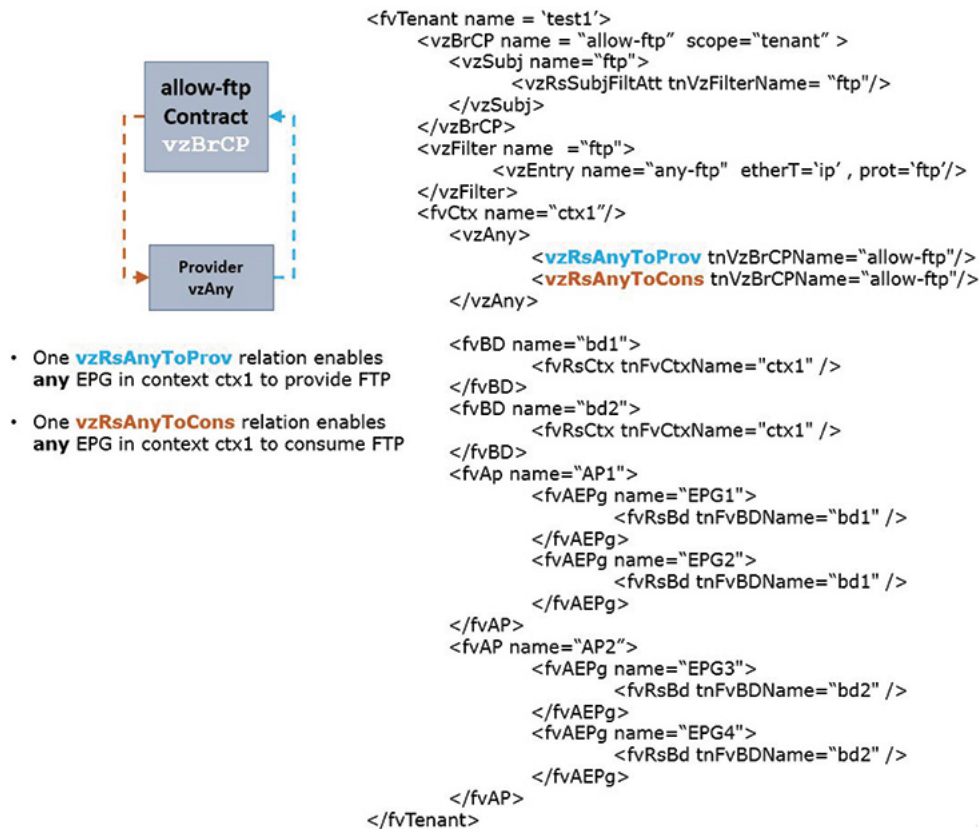 allow-ftp
Contract
vzBrCP
Provider
vzAny
• One vzRsAnyToProv relation enables
any EPG in context ctx1 to provide FTP
• One vzRsAnyToCons relation enables
any EPG in context ctx1 to consume FTP
<fvTenant name = ‘test1’>
<vzBrCP name = “allow-ftp” scope=“tenant” >
<vzSubj name=“ftp”>
<vzRsSubjFiltAtt tnVzFilterName= “ftp”/>
</vzSubj>
</vzBrCP>
<vzFilter name =“ftp”>
<vzEntry name=“any-ftp" etherT=‘ip’ , prot=‘ftp’/>
</vzFilter>
<fvCtx name=“ctx1”/>
<vzAny>
<vzRsAnyToProv tnVzBrCPName=“allow-ftp”/>
<vzRsAnyToCons tnVzBrCPName=“allow-ftp”/>
</vzAny>
<fvBD name=“bd1">
<fvRsCtx tnFvCtxName="ctx1" />
</fvBD>
<fvBD name=“bd2">
<fvRsCtx tnFvCtxName="ctx1" />
</fvBD>
<fvAp name=“AP1">
<fvAEPg name=“EPG1">
<fvRsBd tnFvBDName=“bd1" />
</fvAEPg>
<fvAEPg name=“EPG2">
<fvRsBd tnFvBDName=“bd1" />
</fvAEPg>
</fvAP>
<fvAP name=“AP2”>
<fvAEPg name=“EPG3">
<fvRsBd tnFvBDName=“bd2" />
</fvAEPg>
<fvAEPg name=“EPG4">
<fvRsBd tnFvBDName=“bd2" />
</fvAEPg>
</fvAP>
</fvTenant>